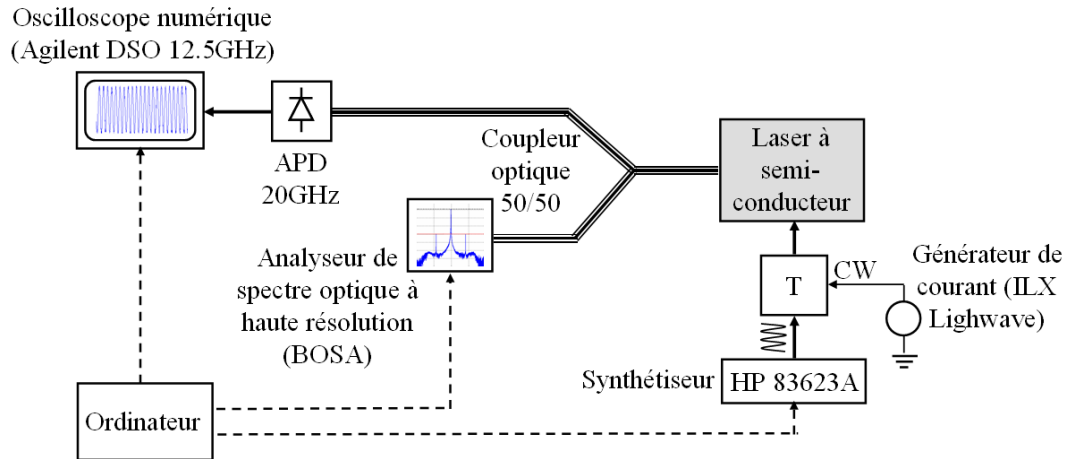 Oscilloscope numérique
(Agilent DSO 12.5GHz)
APD
20GHz
Coupleur
optique
50/50
Laser à
semi-
conducteur
Analyseur de
spectre optique à
haute résolution
(BOSA)
T
CW
Générateur de
courant (ILX
Lighwave)
Synthétiseur
HP 83623A
Ordinateur